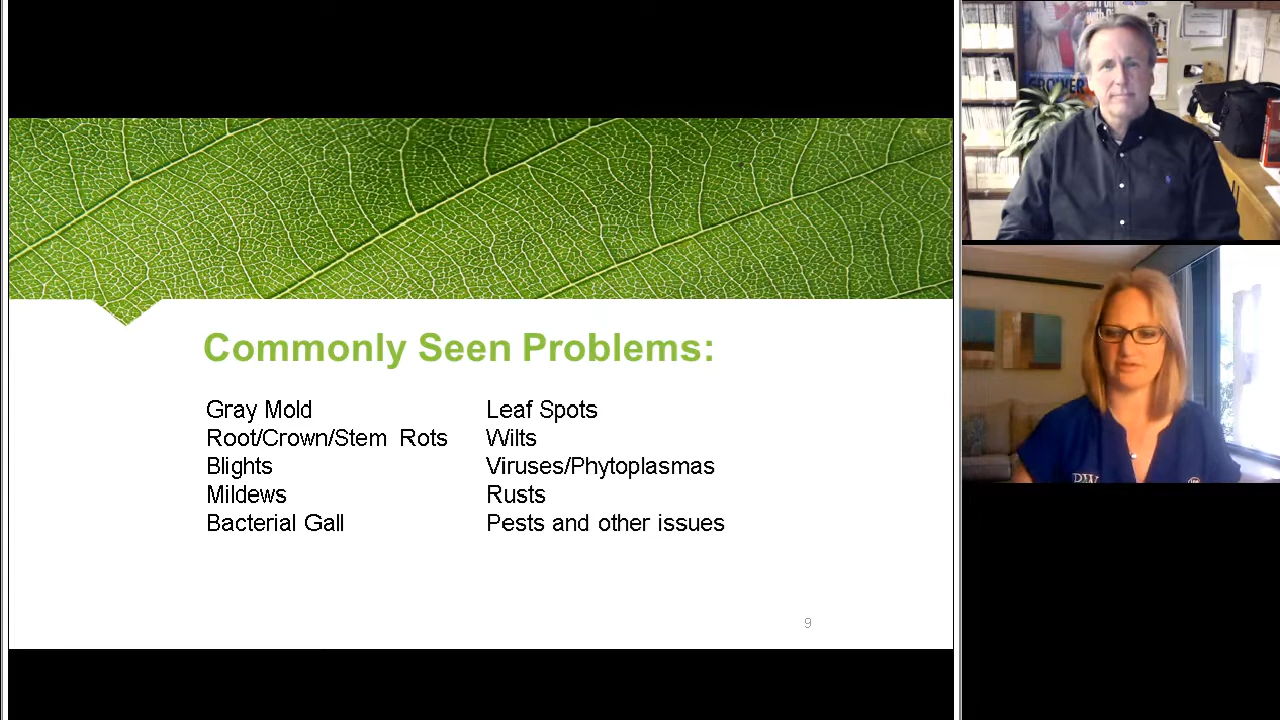 Commonly Seen Problems:
Gray Mold
Root/Crown/Stem Rots
Blights
Mildews
Bacterial Gall
Leaf Spots
Wilts
Viruses/Phytoplasmas
Rusts
Pests and other issues
9
GROWER